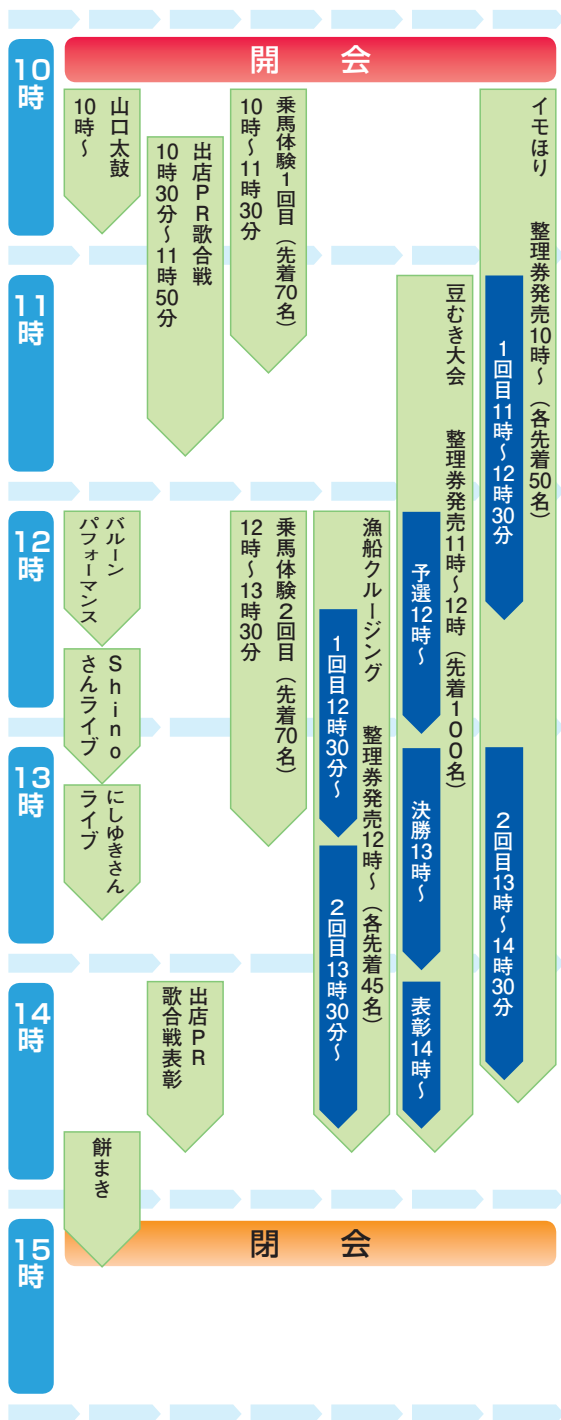 10時
11時
12時
13時
14時
15時
開　会
山口太鼓
10時〜
出店PR歌合戦
10時30分〜11時50分
乗馬体験1回目（先着70名）
10時〜11時30分
イモほり　整理券発売10時〜（各先着50名）
1回目11時〜12時30分
2回目13時〜14時30分
豆むき大会　整理券発売11時〜12時（先着100名）
予選12時〜
決勝13時〜
表彰14時〜
漁船クルージング　整理券発売12時〜（各先着45名）
1回目12時30分〜
2回目13時30分〜
乗馬体験2回目（先着70名）
12時〜13時30分
バルーン
パフォーマンス
Shino
さんライブ
にしゆきさん
ライブ
出店PR
歌合戦表彰
餅まき
閉　会